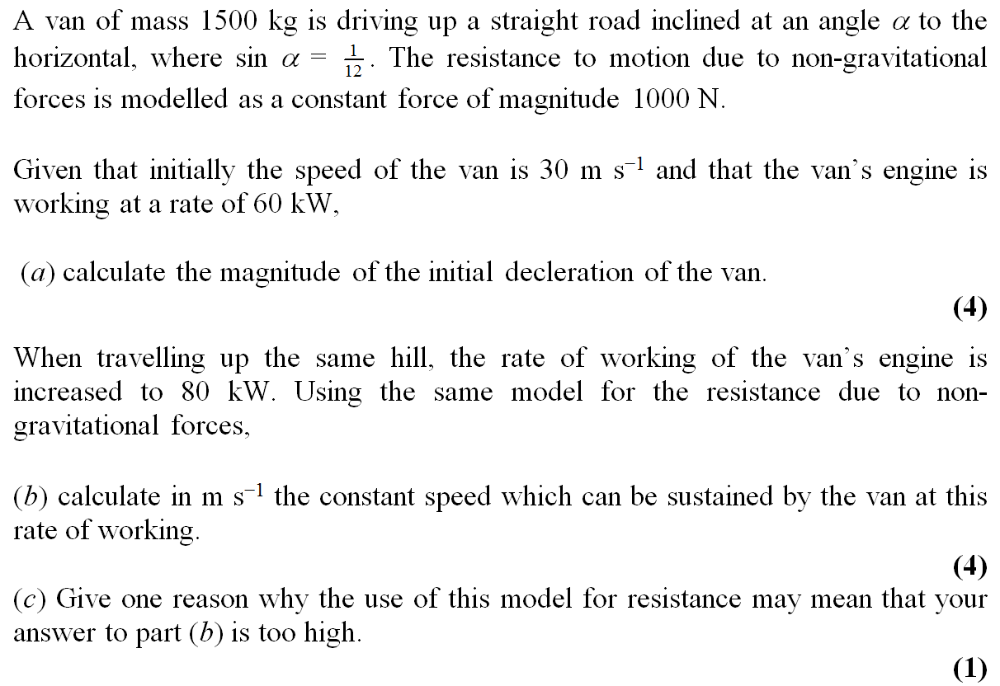 A van of mass 1500 kg is driving up a straight road inclined at an angle α to the
horizontal, where sin α = 1/12. The resistance to motion due to non-gravitational
forces is modelled as a constant force of magnitude 1000 N.
Given that initially the speed of the van is 30 m s⁻¹ and that the van's engine is
working at a rate of 60 kW,
(a) calculate the magnitude of the initial decleration of the van.
(4)
When travelling up the same hill, the rate of working of the van's engine is
increased to 80 kW. Using the same model for the resistance due to non-
gravitational forces,
(b) calculate in m s⁻¹ the constant speed which can be sustained by the van at this
rate of working.
(4)
(c) Give one reason why the use of this model for resistance may mean that your
answer to part (b) is too high.
(1)